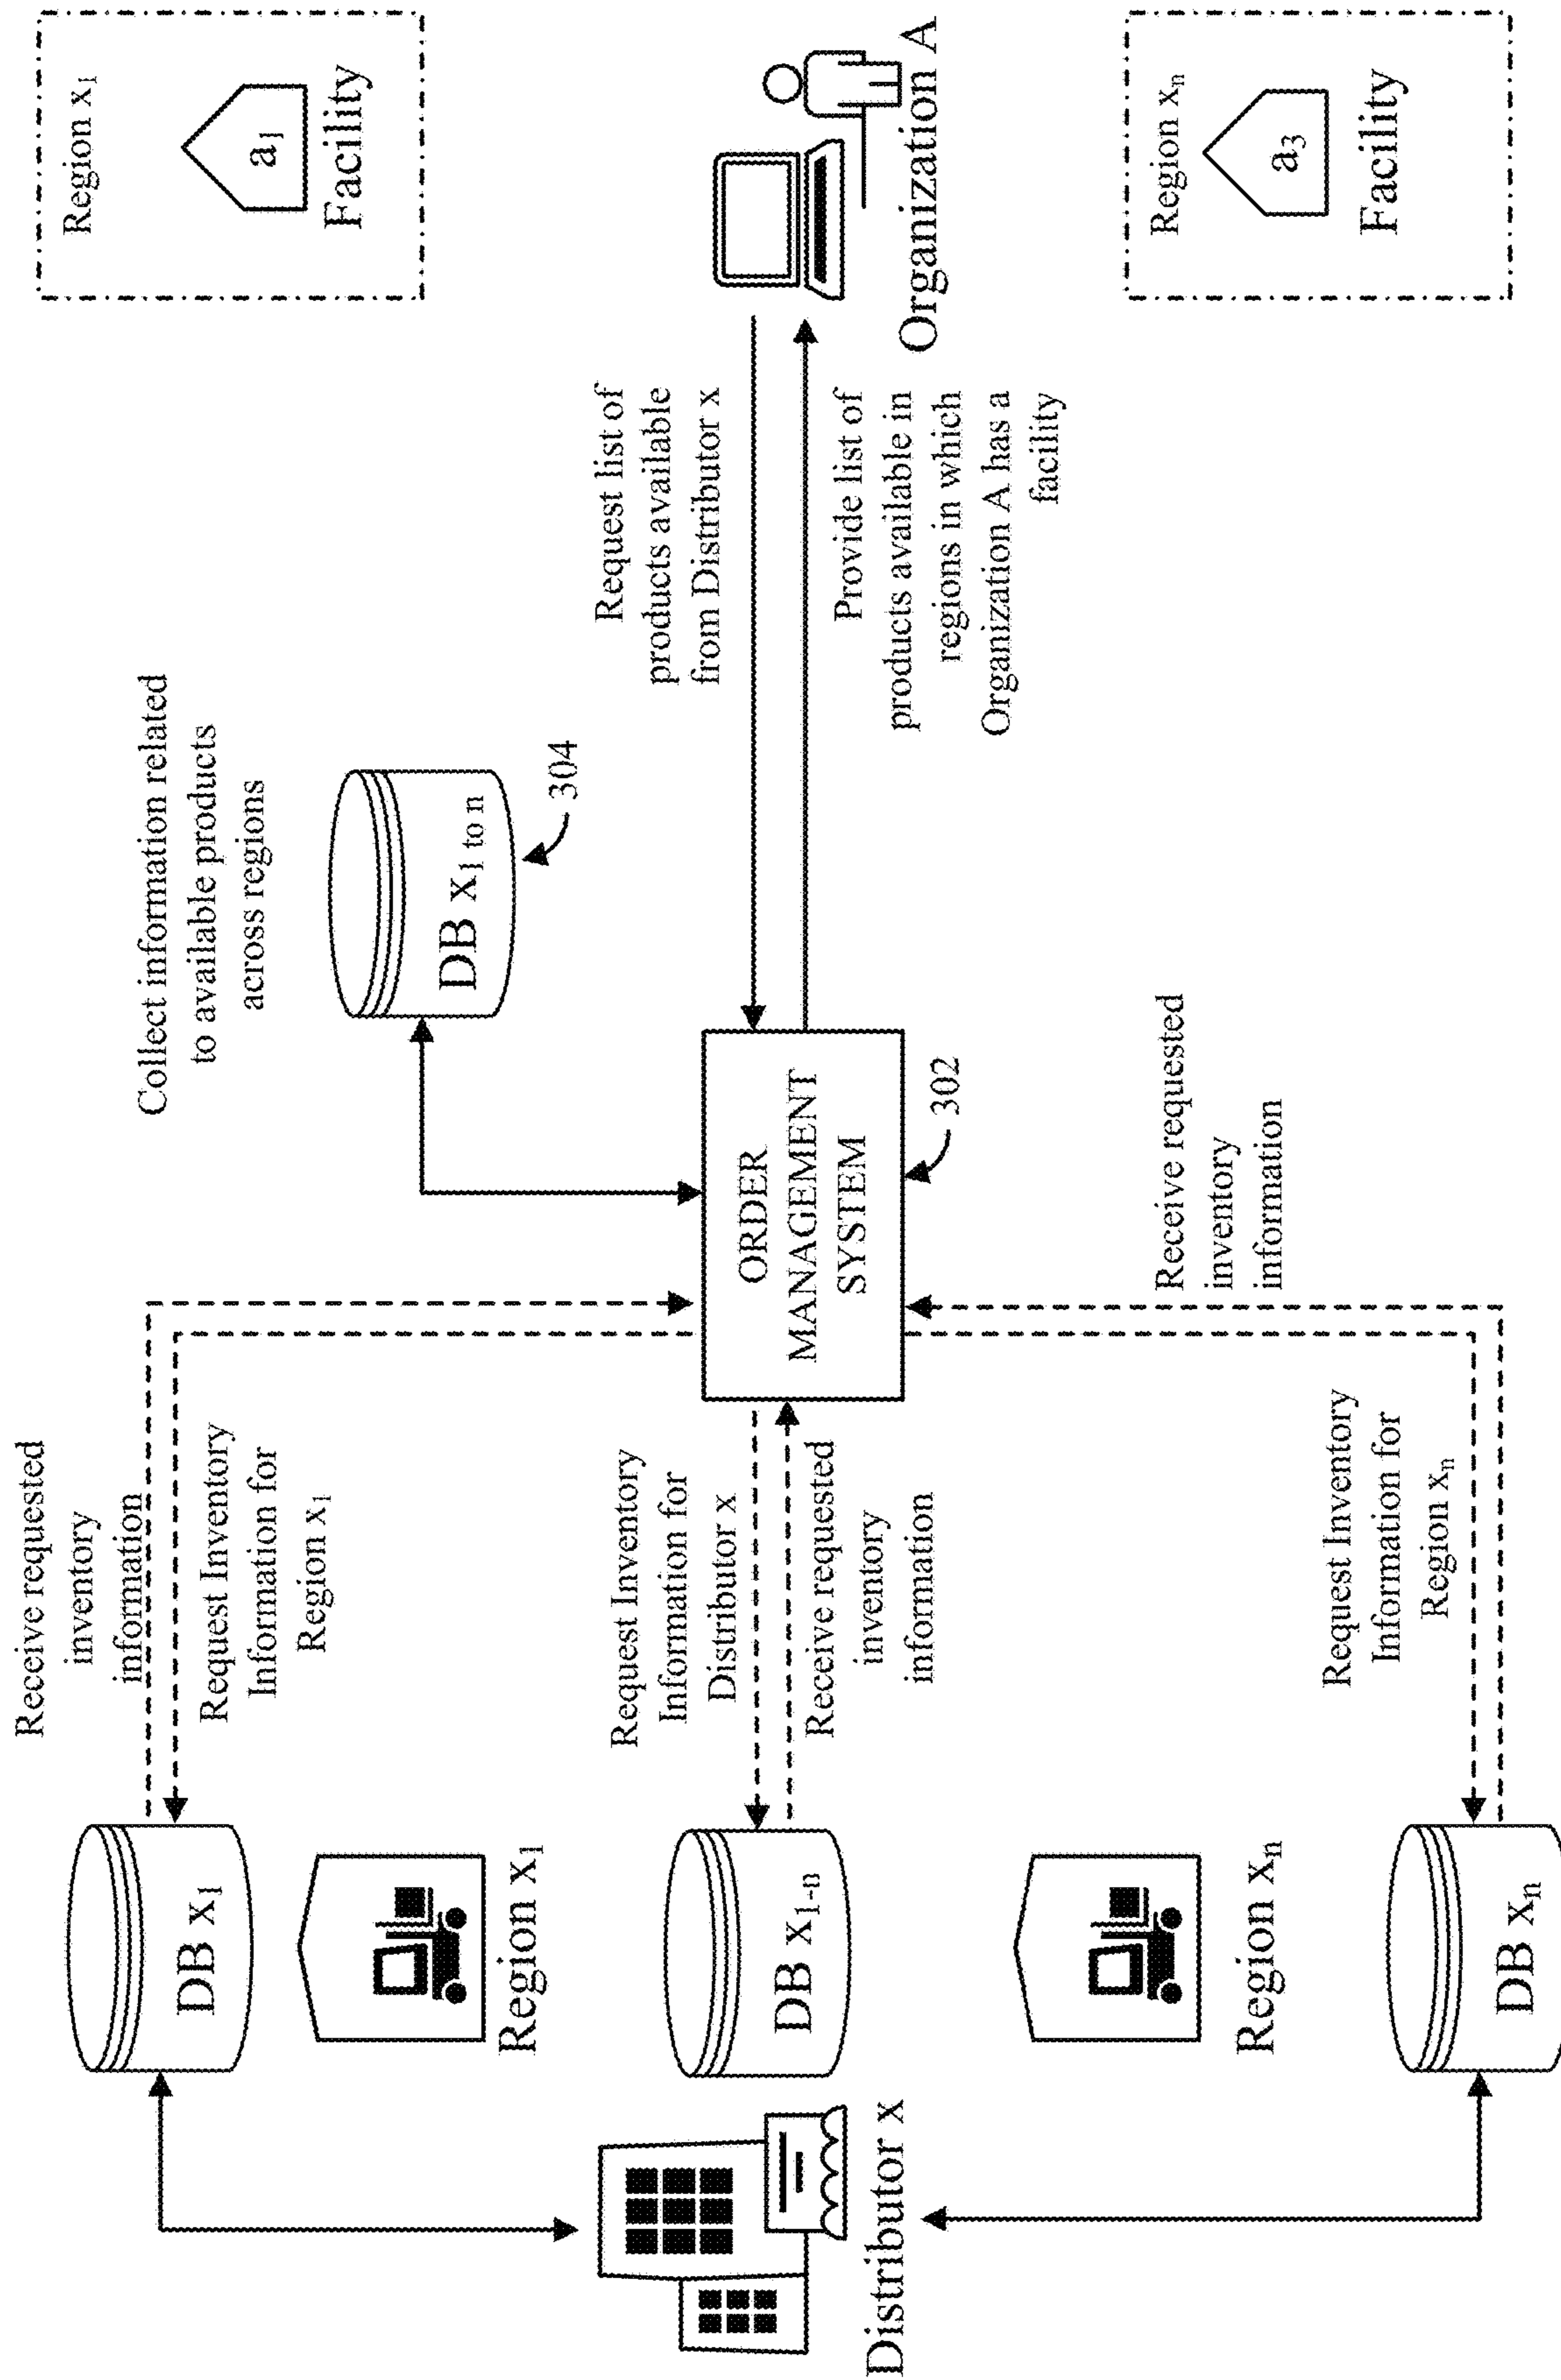 Receive requested
inventory
information
Request Inventory
Information for
Region x₁
DB x₁
Region x₁
Collect information related
to available products
across regions
DB x₁ to n
304
Region x₁
a₁
Facility
Distributor x
DB x₁₋ₙ
Request Inventory
Information for
Distributor x
Receive requested
inventory
information
ORDER
MANAGEMENT
SYSTEM
302
Request list of
products available
from Distributor x
Provide list of
products available in
regions in which
Organization A has a
facility
Organization A
Region xₙ
DB xₙ
Request Inventory
Information for
Region xₙ
Receive requested
inventory
information
Region xₙ
a₃
Facility